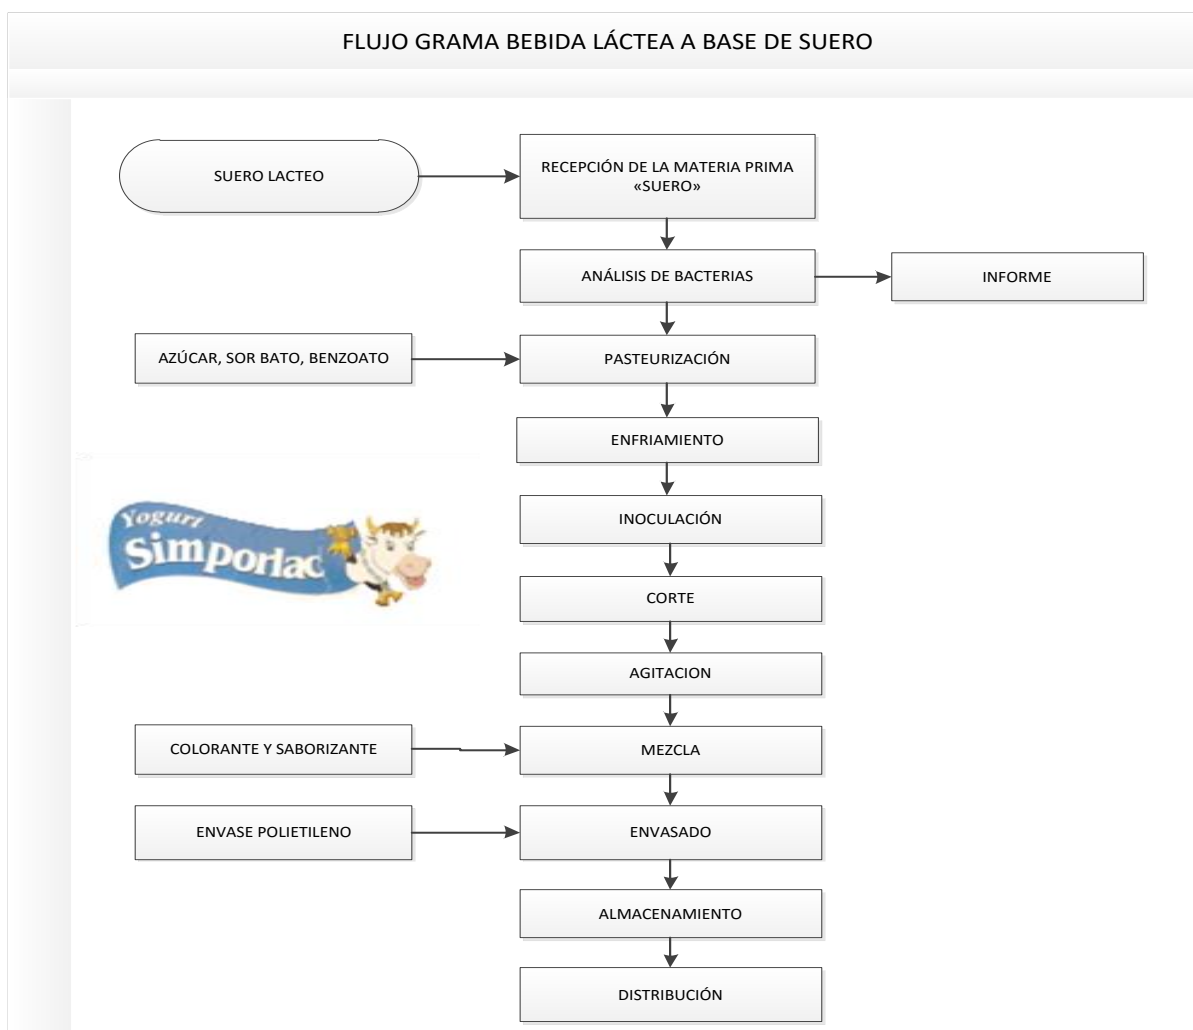 FLUJO GRAMA BEBIDA LÁCTEA A BASE DE SUERO
SUERO LACTEO
RECEPCIÓN DE LA MATERIA PRIMA
«SUERO»
ANÁLISIS DE BACTERIAS
INFORME
AZÚCAR, SOR BATO, BENZOATO
PASTEURIZACIÓN
ENFRIAMIENTO
INOCULACIÓN
Yogurt
Simporlac
CORTE
AGITACION
COLORANTE Y SABORIZANTE
MEZCLA
ENVASE POLIETILENO
ENVASADO
ALMACENAMIENTO
DISTRIBUCIÓN